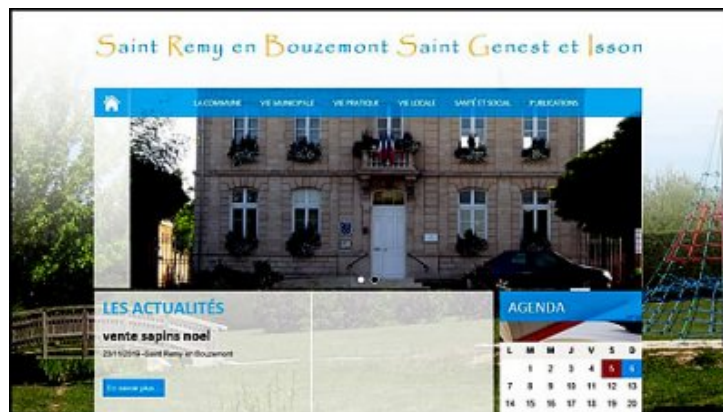 Saint Remy en Bouzemont Saint Genest et Isson
LA COMMUNE VIE MUNICIPALE VIE PRATIQUE VIE LOCALE SANTÉ ET SOCIAL PUBLICATIONS
LES ACTUALITÉS
vente sapins noel
23/11/2019 -Saint Remy en Bouzemont
En savoir plus...
AGENDA
L M M J V S D
1 2 3 4 5 6
7 8 9 10 11 12 13
14 15 16 17 18 19 20